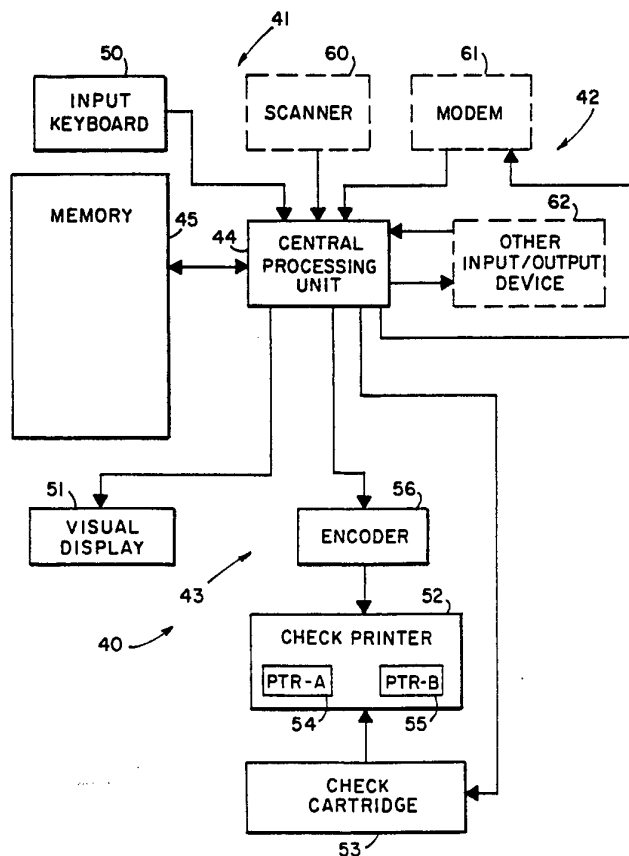 41
50
60
61
INPUT
KEYBOARD
SCANNER
MODEM
42
MEMORY
45
44
CENTRAL
PROCESSING
UNIT
62
OTHER
INPUT/OUTPUT
DEVICE
51
VISUAL
DISPLAY
56
ENCODER
43
40
52
CHECK PRINTER
PTR-A
PTR-B
54
55
CHECK
CARTRIDGE
53